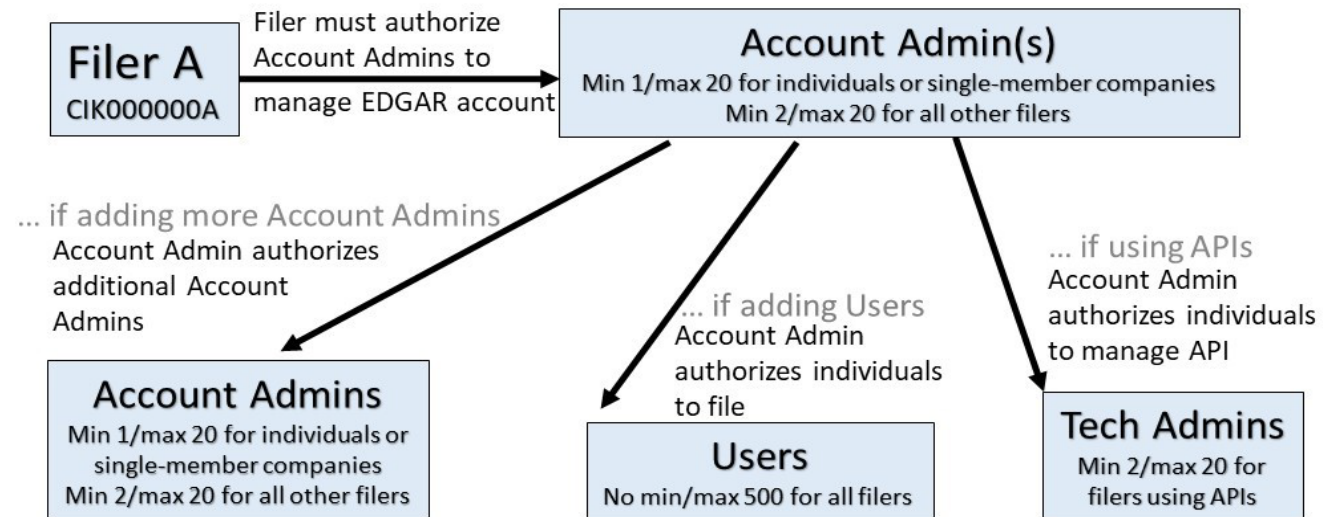 Filer A
CIK000000A
Filer must authorize
Account Admins to
manage EDGAR account
Account Admin(s)
Min 1/max 20 for individuals or single-member companies
Min 2/max 20 for all other filers
... if adding more Account Admins
Account Admin authorizes
additional Account
Admins
... if adding Users
Account Admin
authorizes individuals
to file
... if using APIs
Account Admin
authorizes individuals
to manage API
Account Admins
Min 1/max 20 for individuals or
single-member companies
Min 2/max 20 for all other filers
Users
No min/max 500 for all filers
Tech Admins
Min 2/max 20 for
filers using APIs